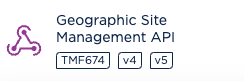 Geographic Site
Management API
TMF674 v4 v5